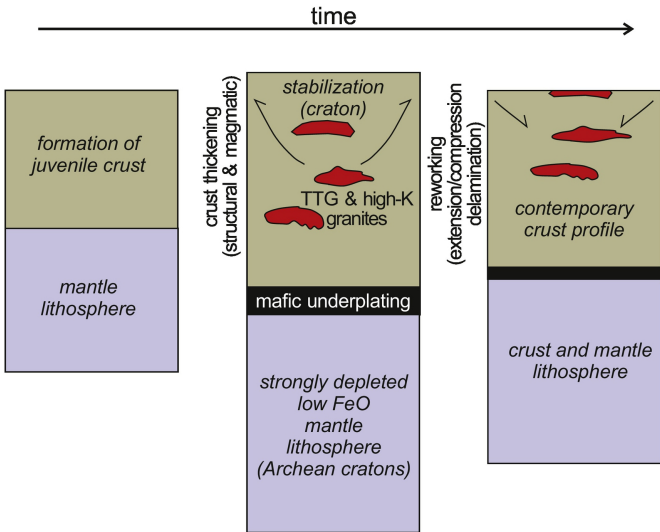 time
formation of
juvenile crust
mantle
lithosphere
crust thickening
(structural & magmatic)
stabilization
(craton)
TTG & high-K
granites
mafic underplating
strongly depleted
low FeO
mantle
lithosphere
(Archean cratons)
reworking
(extension/compression
delamination)
contemporary
crust profile
crust and mantle
lithosphere